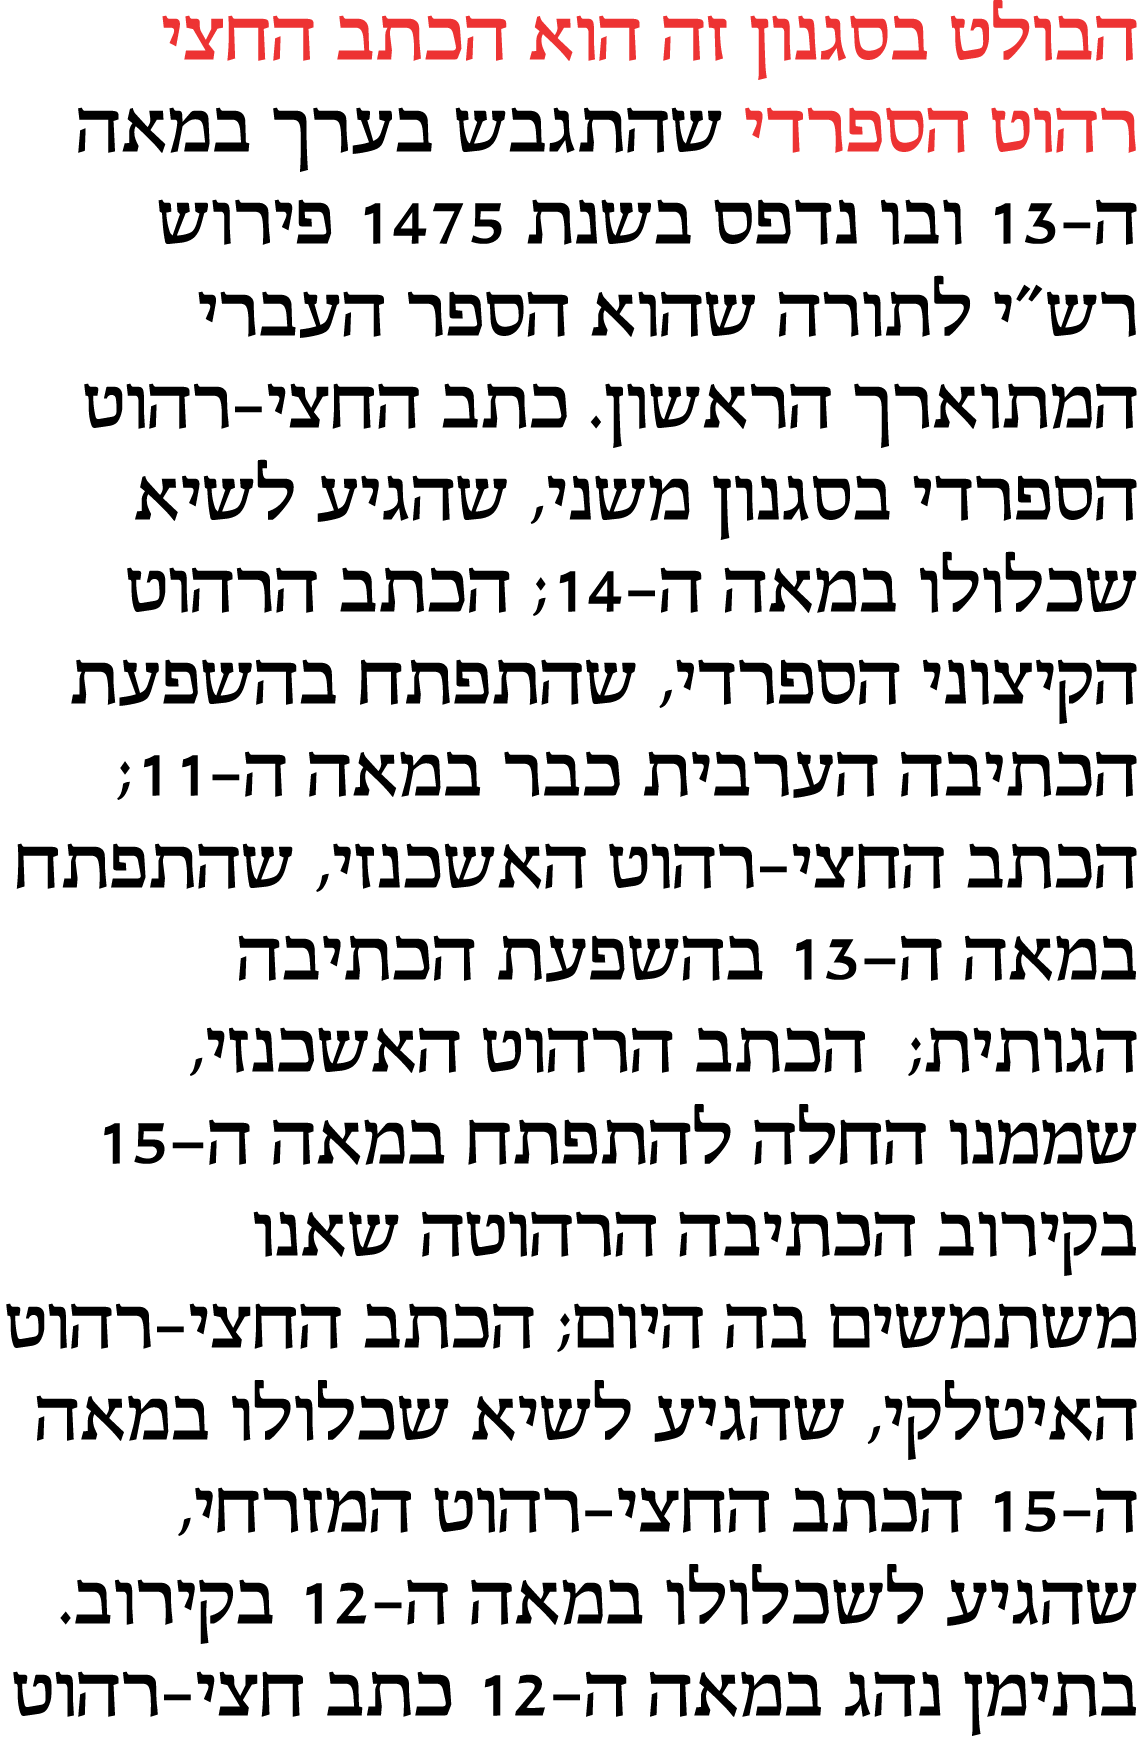 הבולט בסגנון זה הוא הכתב החצי
רהוט הספרדי שהתגבש בערך במאה
ה-13 ובו נדפס בשנת 1475 פירוש
רש״י לתורה שהוא הספר העברי
המתוארך הראשון. כתב החצי-רהוט
הספרדי בסגנון משני, שהגיע לשיא
שכלולו במאה ה-14; הכתב הרהוט
הקיצוני הספרדי, שהתפתח בהשפעת
הכתיבה הערבית כבר במאה ה-11;
הכתב החצי-רהוט האשכנזי, שהתפתח
במאה ה-13 בהשפעת הכתיבה
הגותית;  הכתב הרהוט האשכנזי,
שממנו החלה להתפתח במאה ה-15
בקירוב הכתיבה הרהוטה שאנו
משתמשים בה היום; הכתב החצי-רהוט
האיטלקי, שהגיע לשיא שכלולו במאה
ה-15 הכתב החצי-רהוט המזרחי,
שהגיע לשכלולו במאה ה-12 בקירוב.
בתימן נהג במאה ה-12 כתב חצי-רהוט